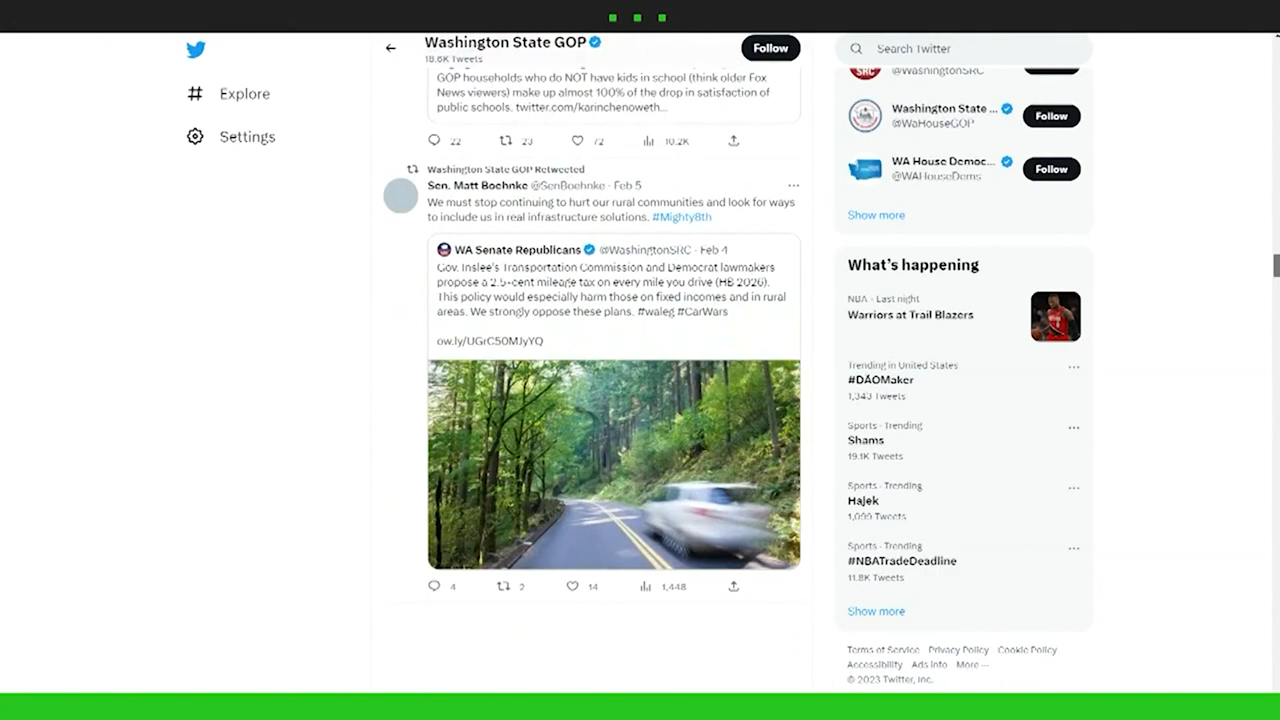 Washington State GOP
18.6K Tweets
Follow
Explore
Settings
GOP households who do NOT have kids in school (think older Fox
News viewers) make up almost 100% of the drop in satisfaction of
public schools. twitter.com/karinchenoweth...
22 23 72 10.2K
Washington State GOP Retweeted
Sen. Matt Boehnke @SenBoehnke · Feb 5
We must stop continuing to hurt our rural communities and look for ways
to include us in real infrastructure solutions. #Mighty8th
WA Senate Republicans @WashingtonSRC · Feb 4
Gov. Inslee's Transportation Commission and Democrat lawmakers
propose a 2.5-cent mileage tax on every mile you drive (HB 2026).
This policy would especially harm those on fixed incomes and in rural
areas. We strongly oppose these plans. #waleg #CarWars
ow.ly/UGrC50MJyYQ
4 2 14 1,448
Search Twitter
SRC
@WashingtonSRC
Washington State ...
@WaHouseGOP
Follow
WA House Democ...
@WAHouseDems
Follow
Show more
What's happening
NBA · Last night
Warriors at Trail Blazers
Trending in United States
#DAOMaker
1,343 Tweets
Sports · Trending
Shams
19.1K Tweets
Sports · Trending
Hajek
1,099 Tweets
Sports · Trending
#NBATradeDeadline
11.8K Tweets
Show more
Terms of Service Privacy Policy Cookie Policy
Accessibility Ads info More ...
© 2023 Twitter, Inc.